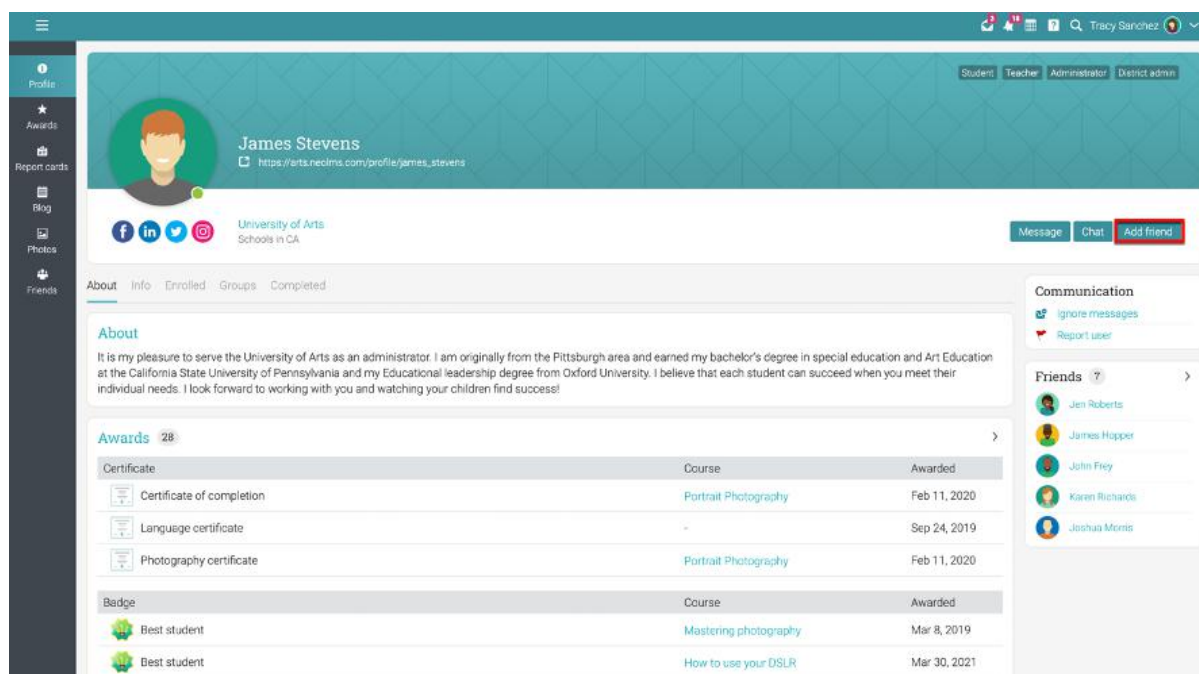 3 18 Tracy Sanchez
Profile
Awards
Report cards
Blog
Photos
Friends
Student Teacher Administrator District admin
James Stevens
https://arts.neolms.com/profile/james_stevens
University of Arts
Schools in CA
Message Chat Add friend
About Info Enrolled Groups Completed
About
It is my pleasure to serve the University of Arts as an administrator. I am originally from the Pittsburgh area and earned my bachelor's degree in special education and Art Education
at the California State University of Pennsylvania and my Educational leadership degree from Oxford University. I believe that each student can succeed when you meet their
individual needs. I look forward to working with you and watching your children find success!
Awards 28
Certificate Course Awarded
Certificate of completion Portrait Photography Feb 11, 2020
Language certificate - Sep 24, 2019
Photography certificate Portrait Photography Feb 11, 2020
Badge Course Awarded
Best student Mastering photography Mar 8, 2019
Best student How to use your DSLR Mar 30, 2021
Communication
Ignore messages
Report user
Friends 7
Jen Roberts
James Hopper
John Frey
Karen Richards
Joshua Morris